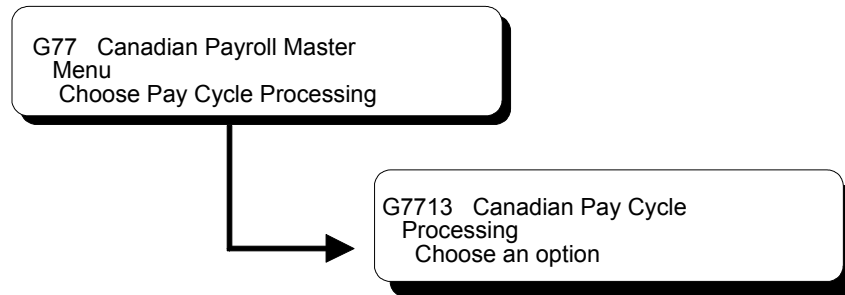 G77 Canadian Payroll Master
Menu
Choose Pay Cycle Processing
G7713 Canadian Pay Cycle
Processing
Choose an option